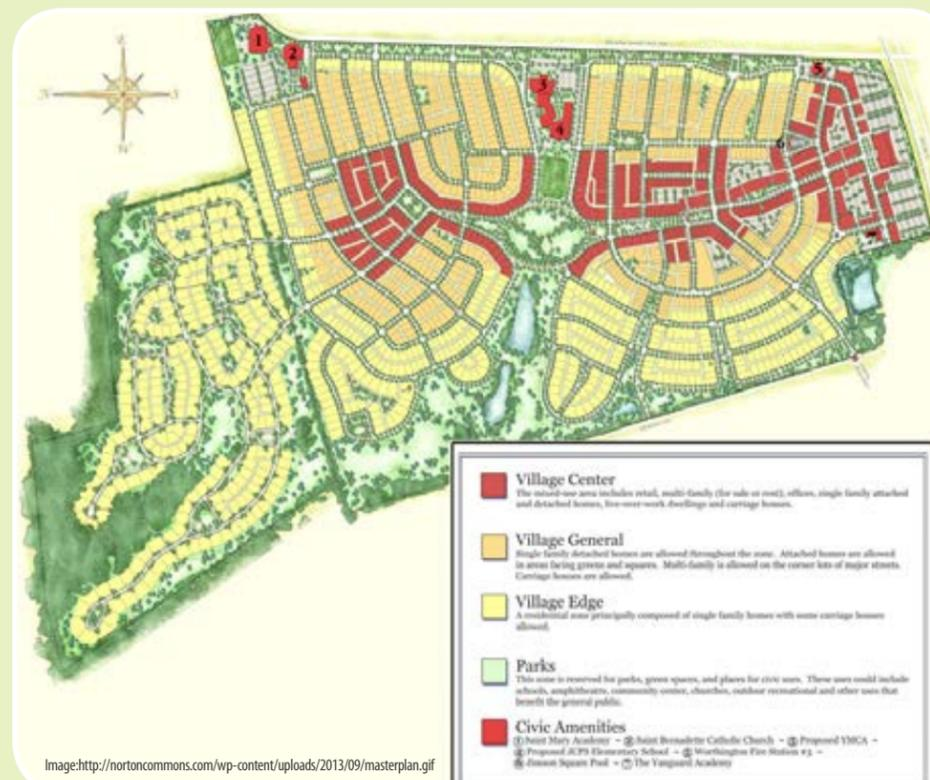 1
2
3
4
5
6
7
Village Center
The mixed-use area includes retail, multi-family (for sale or rent), offices, single family attached
and detached homes, live-over-work dwellings and carriage houses.
Village General
Single family detached homes are allowed throughout the zone. Attached homes are allowed
in areas facing greens and squares. Multi-family is allowed on the corner lots of major streets.
Carriage houses are allowed.
Village Edge
A residential zone principally composed of single family homes with some carriage houses
allowed.
Parks
This zone is reserved for parks, green spaces, and places for civic uses. These uses could include
schools, amphitheatre, community center, churches, outdoor recreational and other uses that
benefit the general public.
Civic Amenities
① Saint Mary Academy ~ ② Saint Bernadette Catholic Church ~ ③ Proposed YMCA ~
④ Proposed JCPS Elementary School ~ ⑤ Worthington Fire Station #2 ~
⑥ Jimson Square Pool ~ ⑦ The Vanguard Academy
Image:http://nortoncommons.com/wp-content/uploads/2013/09/masterplan.gif